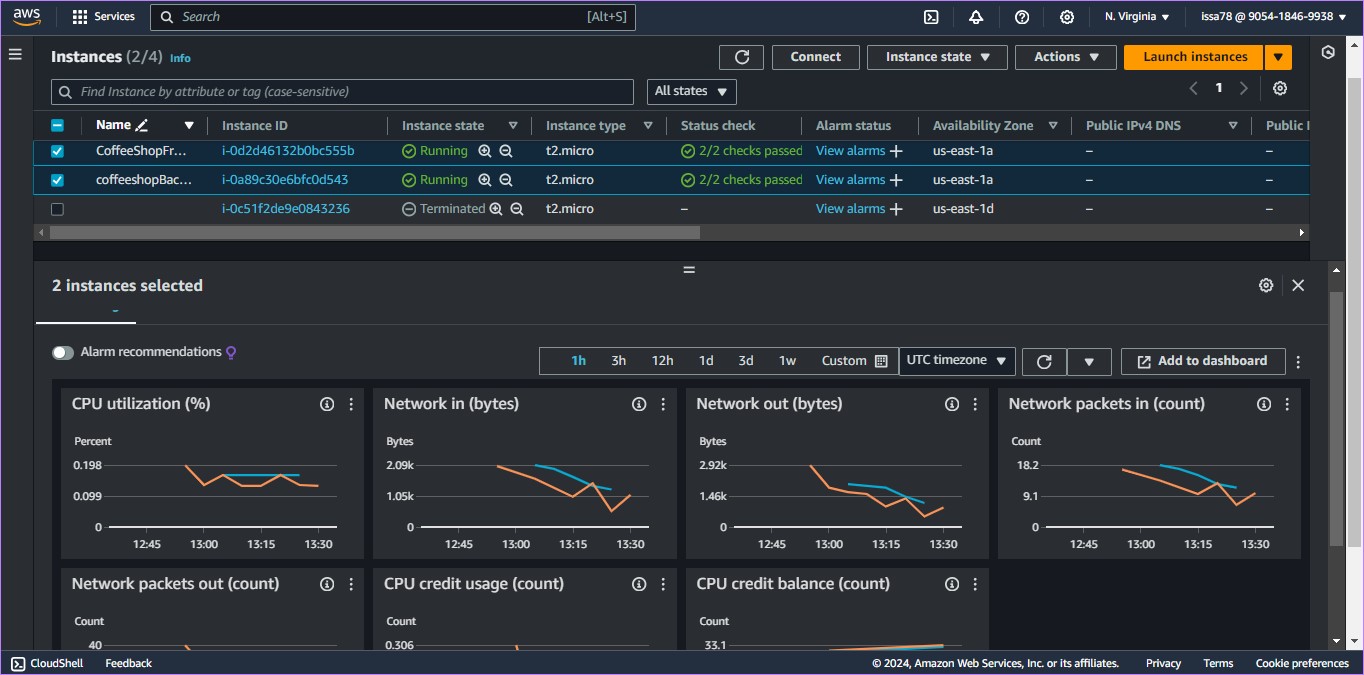 aws Services Search [Alt+S] N. Virginia issa78 @ 9054-1846-9938
Instances (2/4) Info Connect Instance state Actions Launch instances
Find Instance by attribute or tag (case-sensitive) All states 1
Name Instance ID Instance state Instance type Status check Alarm status Availability Zone Public IPv4 DNS Public I
CoffeeShopFr... i-0d2d46132b0bc555b Running t2.micro 2/2 checks passed View alarms us-east-1a – –
coffeeshopBac... i-0a89c30e6bfc0d543 Running t2.micro 2/2 checks passed View alarms us-east-1a – –
i-0c51f2de9e0843236 Terminated t2.micro – View alarms us-east-1d – –
2 instances selected
Alarm recommendations 1h 3h 12h 1d 3d 1w Custom UTC timezone Add to dashboard
CPU utilization (%) Network in (bytes) Network out (bytes) Network packets in (count)
Percent Bytes Bytes Count
0.198 2.09k 2.92k 18.2
0.099 1.05k 1.46k 9.1
0 0 0 0
12:45 13:00 13:15 13:30 12:45 13:00 13:15 13:30 12:45 13:00 13:15 13:30 12:45 13:00 13:15 13:30
Network packets out (count) CPU credit usage (count) CPU credit balance (count)
Count Count Count
40 0.306 33.1
CloudShell Feedback © 2024, Amazon Web Services, Inc. or its affiliates. Privacy Terms Cookie preferences